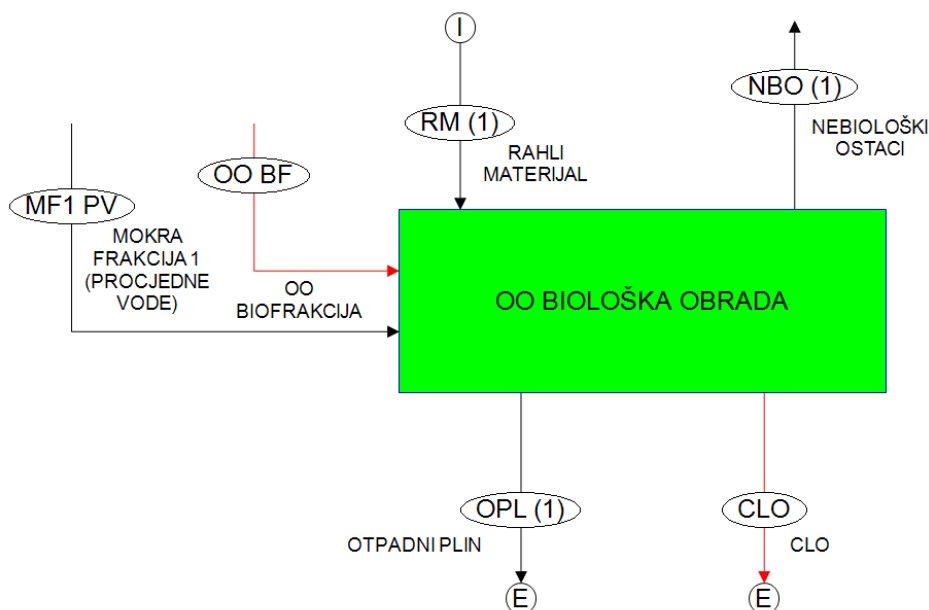 I
NBO (1)
RM (1)
NEBIOLOŠKI
OSTACI
RAHLI
MATERIJAL
OO BF
MF1 PV
MOKRA
FRAKCIJA 1
(PROCJEDNE
VODE)
OO
BIOFRAKCIJA
OO BIOLOŠKA OBRADA
OPL (1)
CLO
OTPADNI PLIN
CLO
E
E